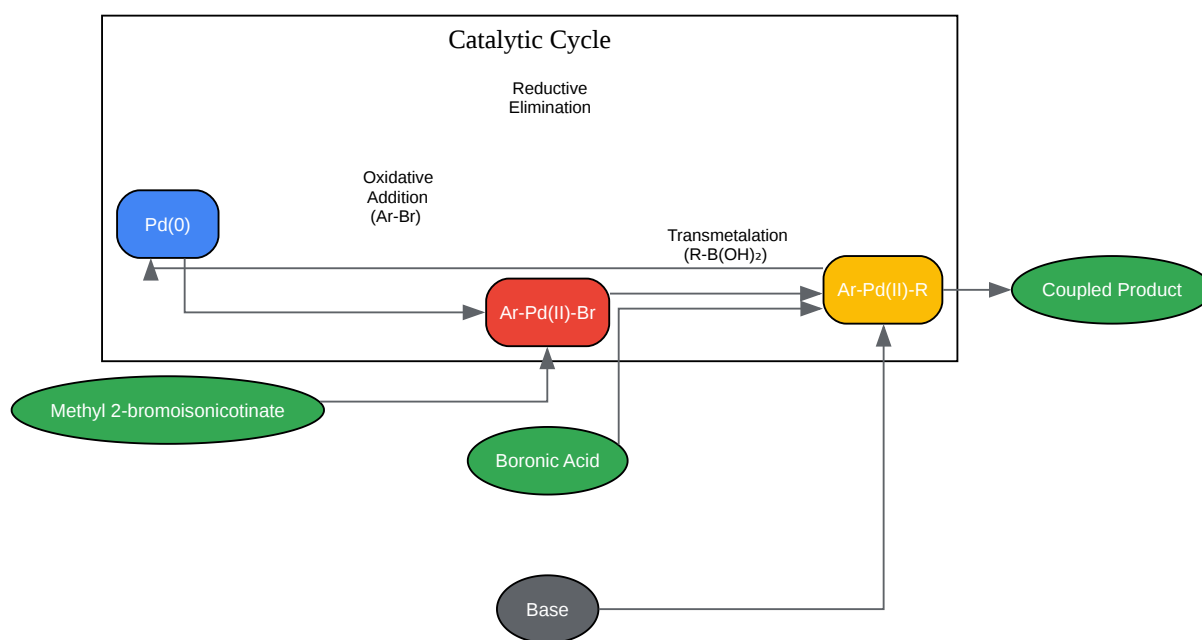 Catalytic Cycle
Reductive
Elimination
Oxidative
Addition
(Ar-Br)
Pd(0)
Transmetalation
(R-B(OH)₂)
Ar-Pd(II)-Br
Ar-Pd(II)-R
Coupled Product
Methyl 2-bromoisonicotinate
Boronic Acid
Base